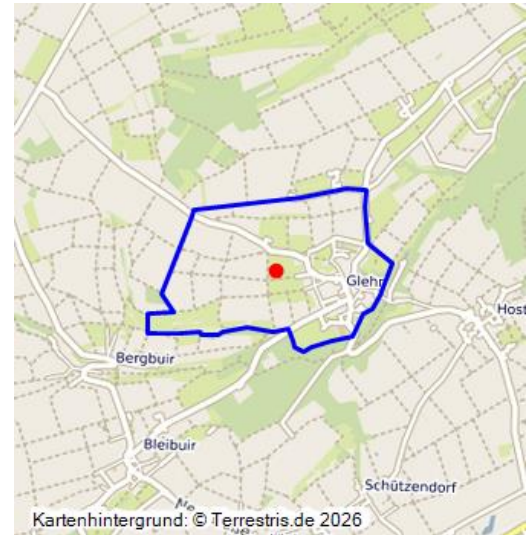 Glehn
Host
Bergbuir
Bleibuir
Schützendorf
Kartenhintergrund: © Terrestris.de 2026